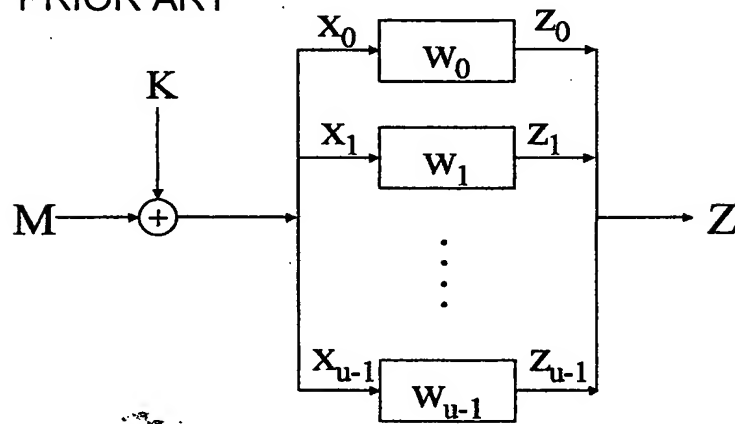 PRIOR ART
x₀ w₀ z₀
K
x₁ w₁ z₁
M + Z
xᵤ₋₁ wᵤ₋₁ zᵤ₋₁